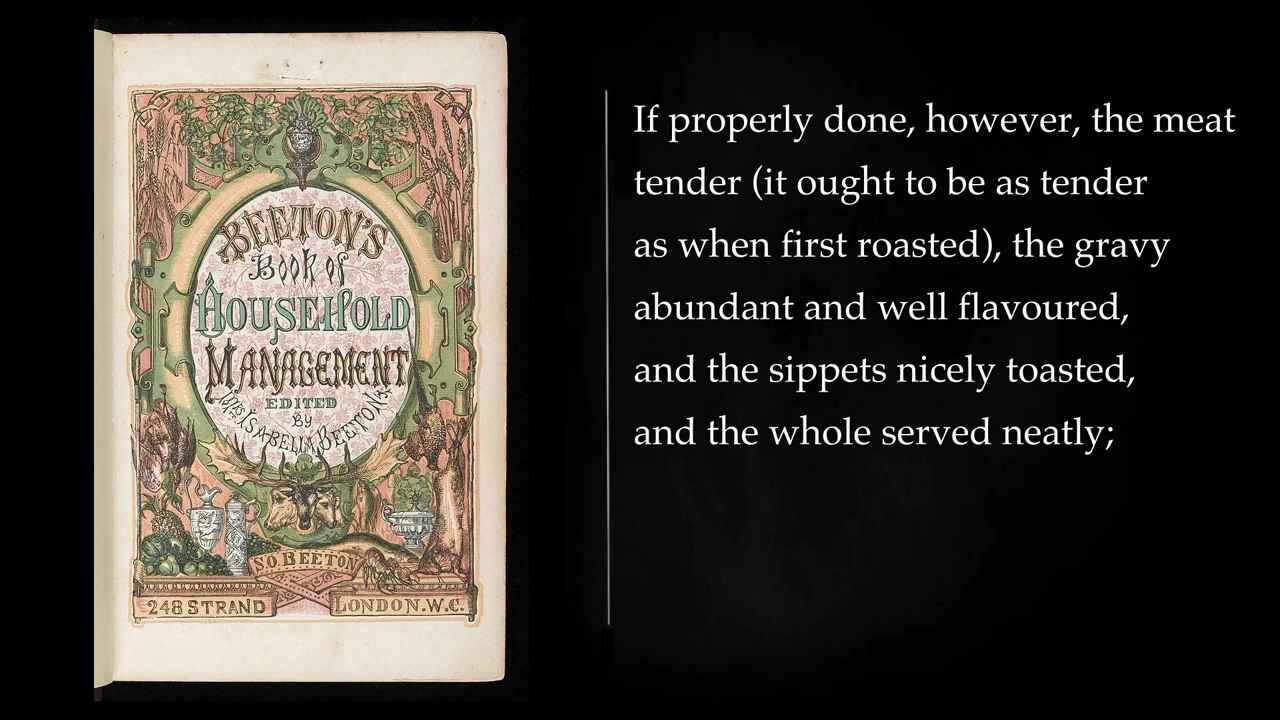 BEETON'S
Book of
HOUSEHOLD
MANAGEMENT
EDITED
BY
MRS ISABELLA BEETON.
S.O. BEETON
248 STRAND
LONDON.W.C.
If properly done, however, the meat
tender (it ought to be as tender
as when first roasted), the gravy
abundant and well flavoured,
and the sippets nicely toasted,
and the whole served neatly;